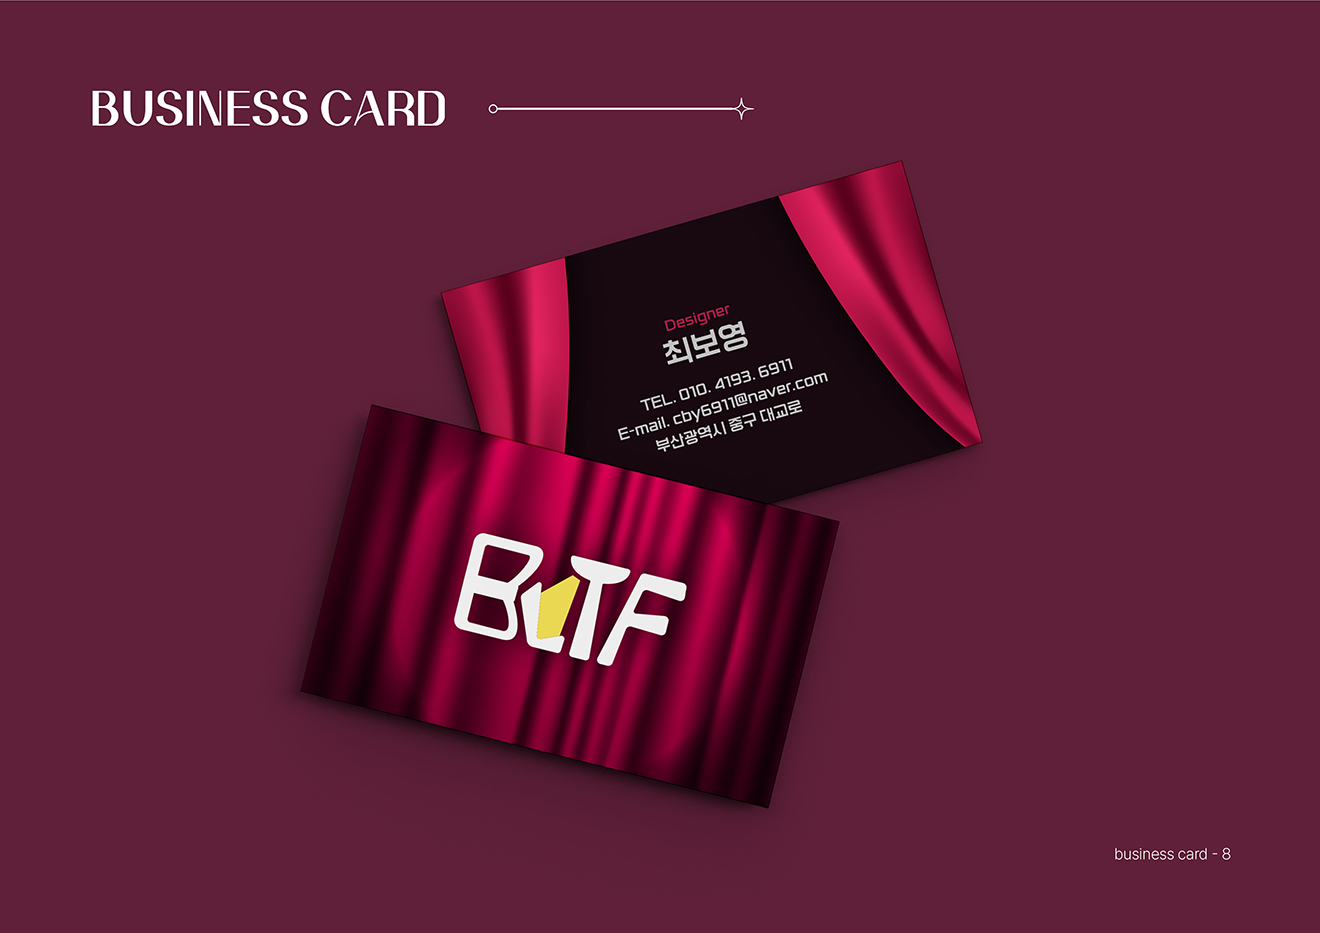 BUSINESS CARD
Designer
최보영
TEL. 010. 4193. 6911
E-mail. cby6911@naver.com
부산광역시 중구 대교로
BLTF
business card - 8